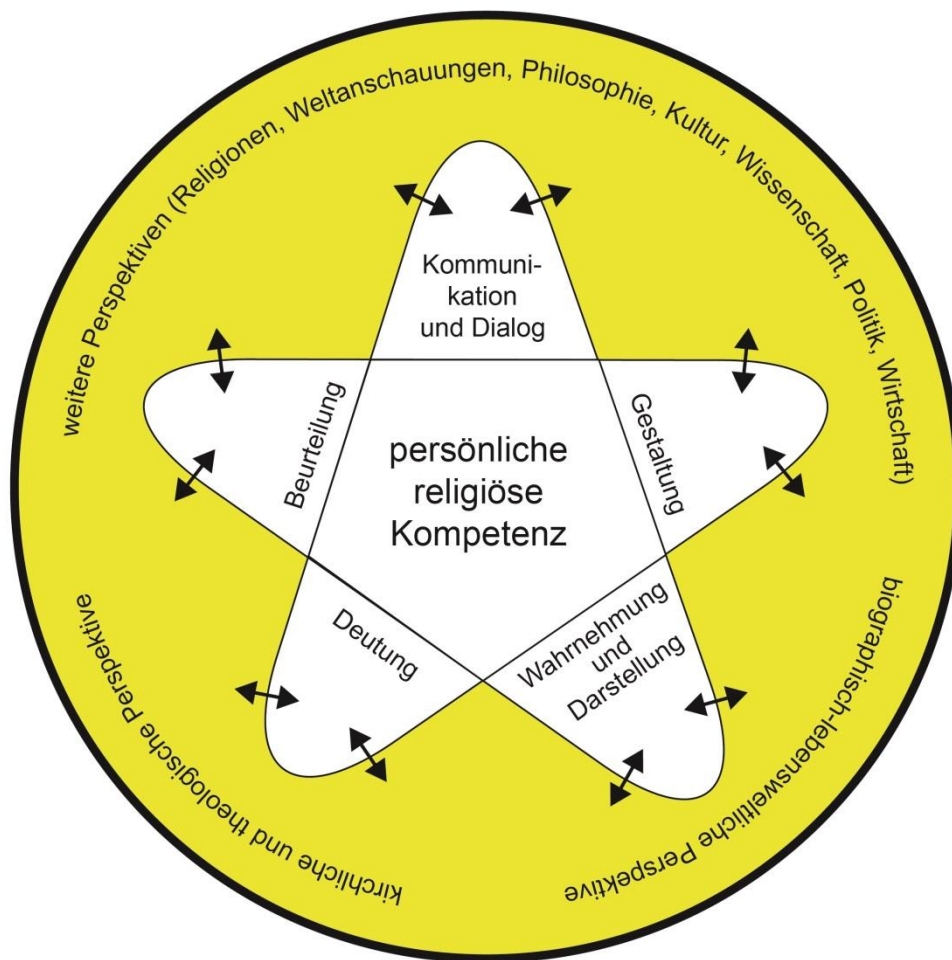 weitere Perspektiven (Religionen, Weltanschauungen, Philosophie, Kultur, Wissenschaft, Politik, Wirtschaft)
Kommuni-
kation
und Dialog
Beurteilung
Gestaltung
persönliche
religiöse
Kompetenz
Deutung
Wahrnehmung
und
Darstellung
kirchliche und theologische Perspektive
biographisch-lebensweltliche Perspektive